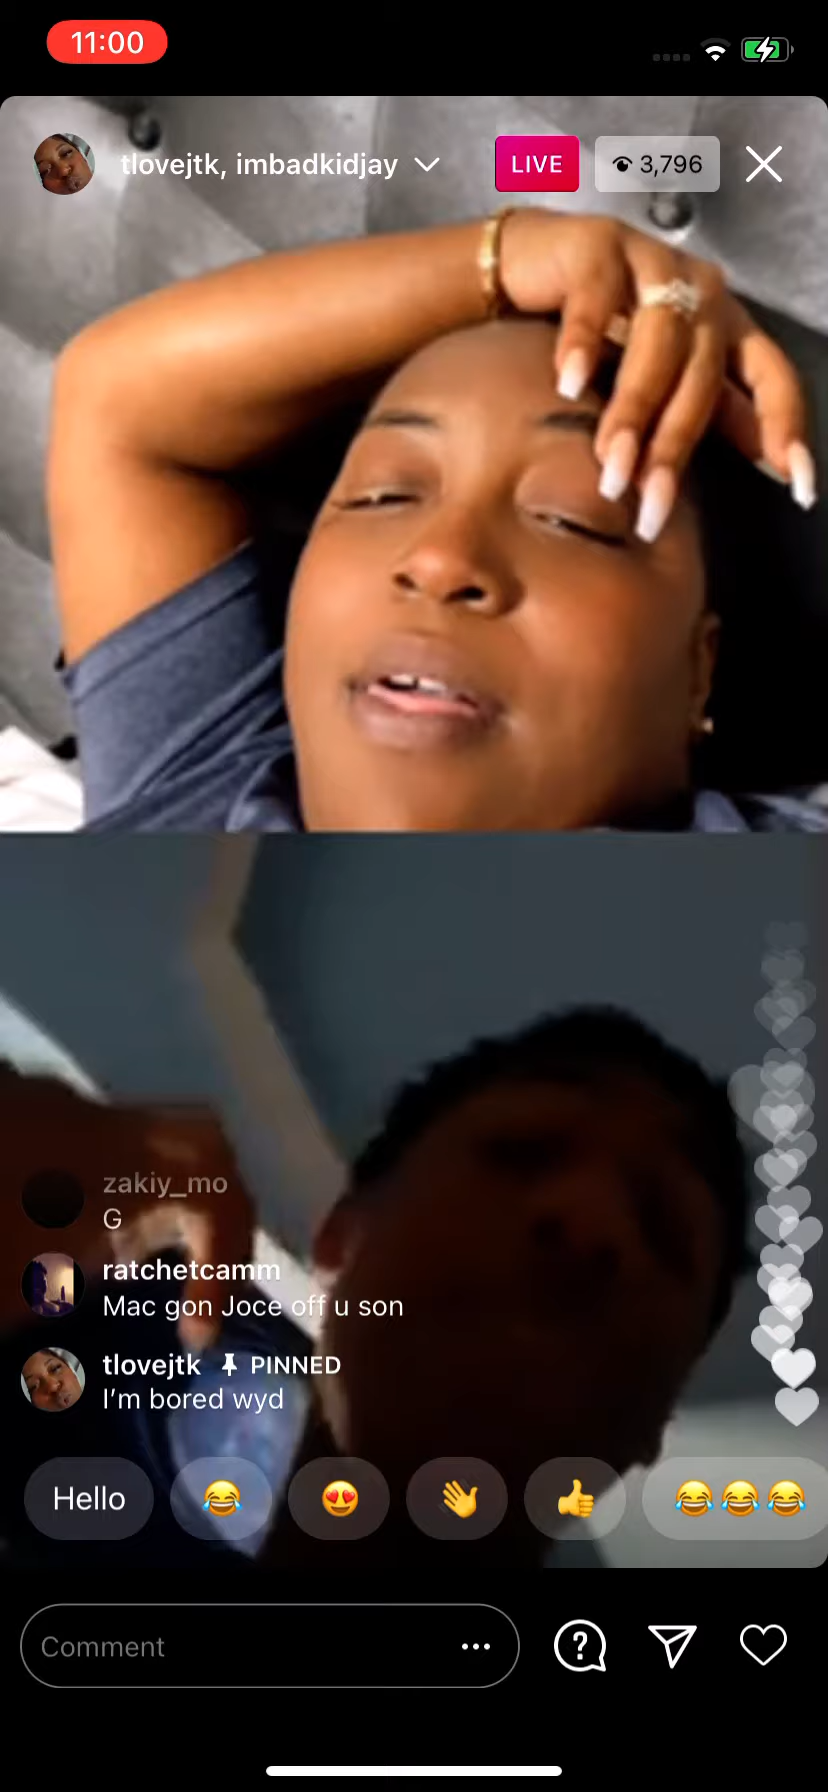 11:00
tlovejtk, imbadkidjay
LIVE
3,796
zakiy_mo
G
ratchetcamm
Mac gon Joce off u son
tlovejtk PINNED
I'm bored wyd
Hello
Comment